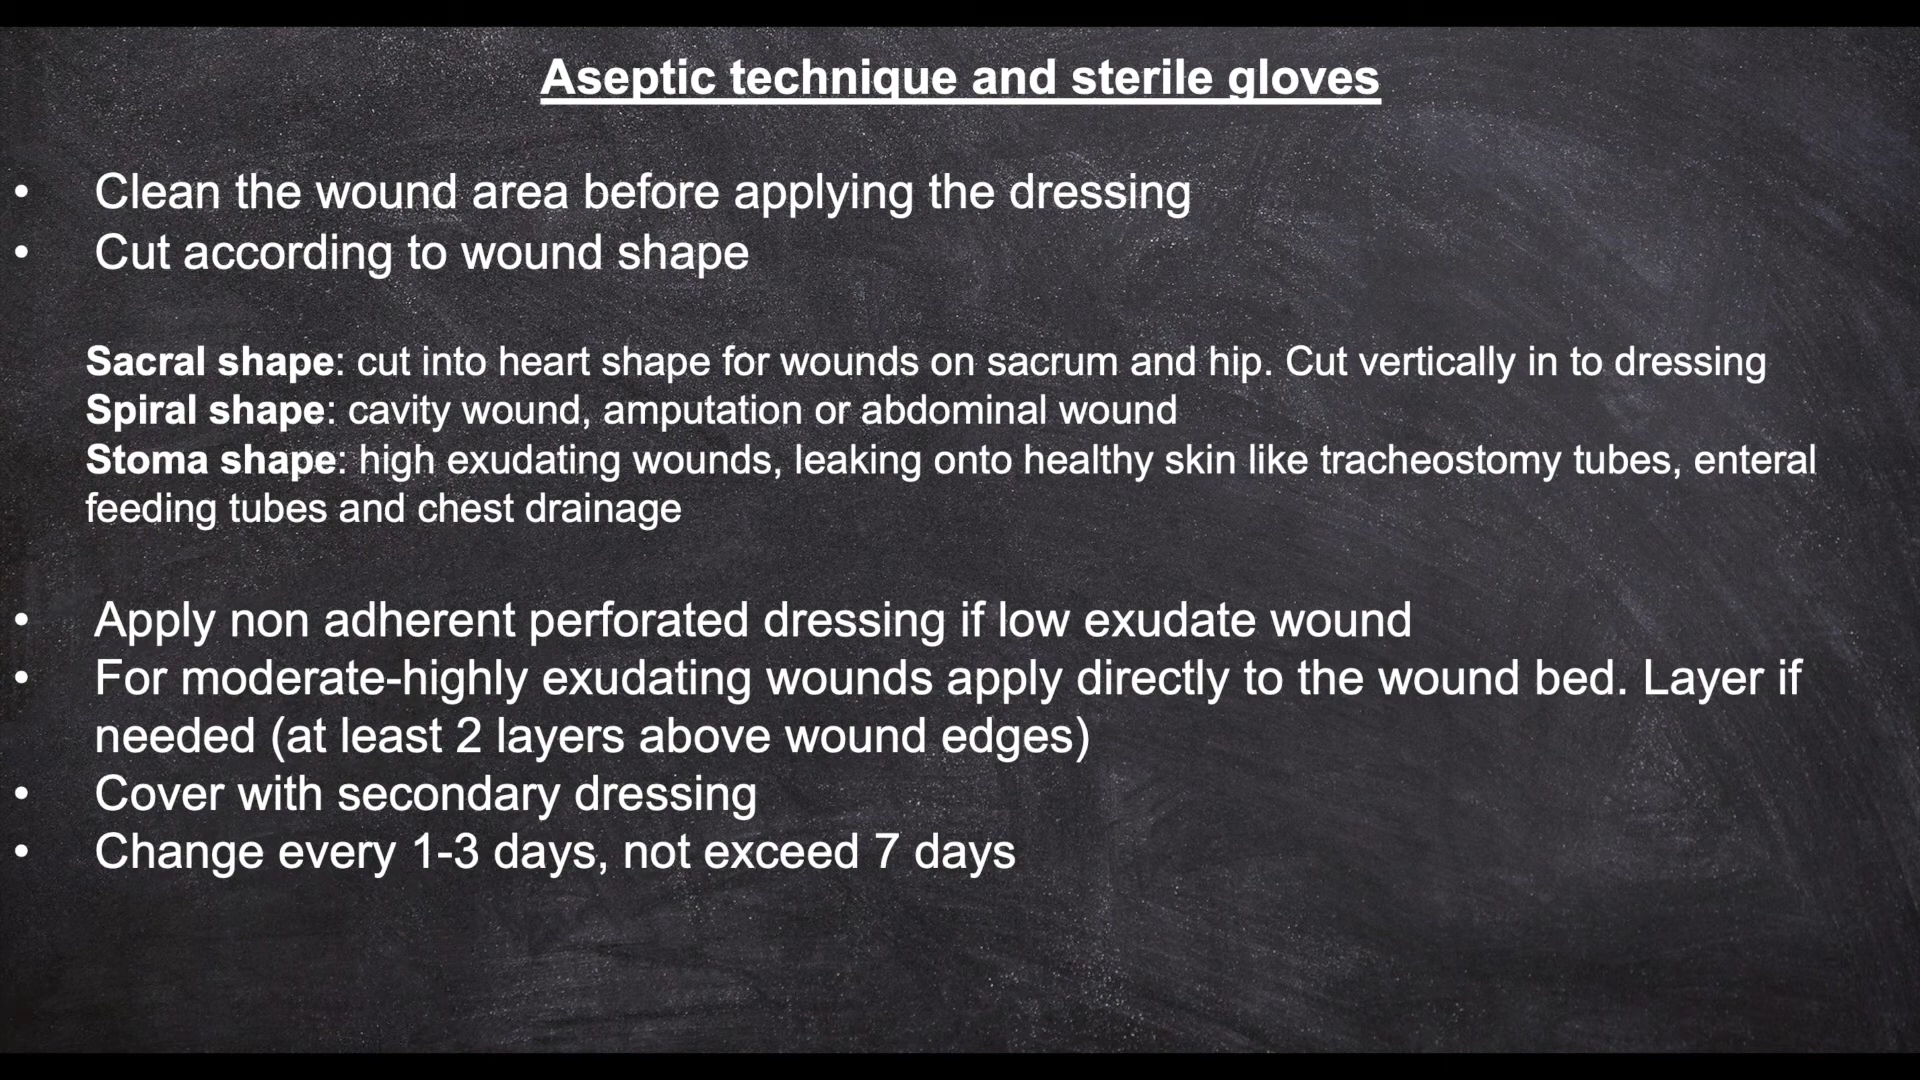 Aseptic technique and sterile gloves
• Clean the wound area before applying the dressing
• Cut according to wound shape
Sacral shape: cut into heart shape for wounds on sacrum and hip. Cut vertically in to dressing
Spiral shape: cavity wound, amputation or abdominal wound
Stoma shape: high exudating wounds, leaking onto healthy skin like tracheostomy tubes, enteral
feeding tubes and chest drainage
• Apply non adherent perforated dressing if low exudate wound
• For moderate-highly exudating wounds apply directly to the wound bed. Layer if
needed (at least 2 layers above wound edges)
• Cover with secondary dressing
• Change every 1-3 days, not exceed 7 days